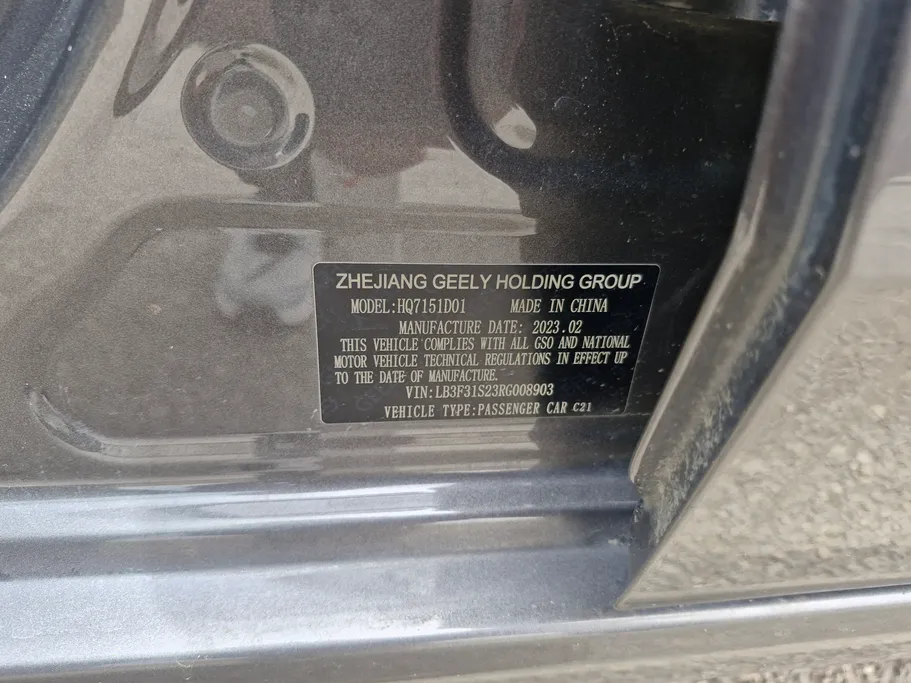 ZHEJIANG GEELY HOLDING GROUP
MODEL:HQ7151D01 MADE IN CHINA
MANUFACTURE DATE: 2023.02
THIS VEHICLE COMPLIES WITH ALL GSO AND NATIONAL
MOTOR VEHICLE TECHNICAL REGULATIONS IN EFFECT UP
TO THE DATE OF MANUFACTURE.
VIN:LB3F31S23RG008903
VEHICLE TYPE:PASSENGER CAR C21